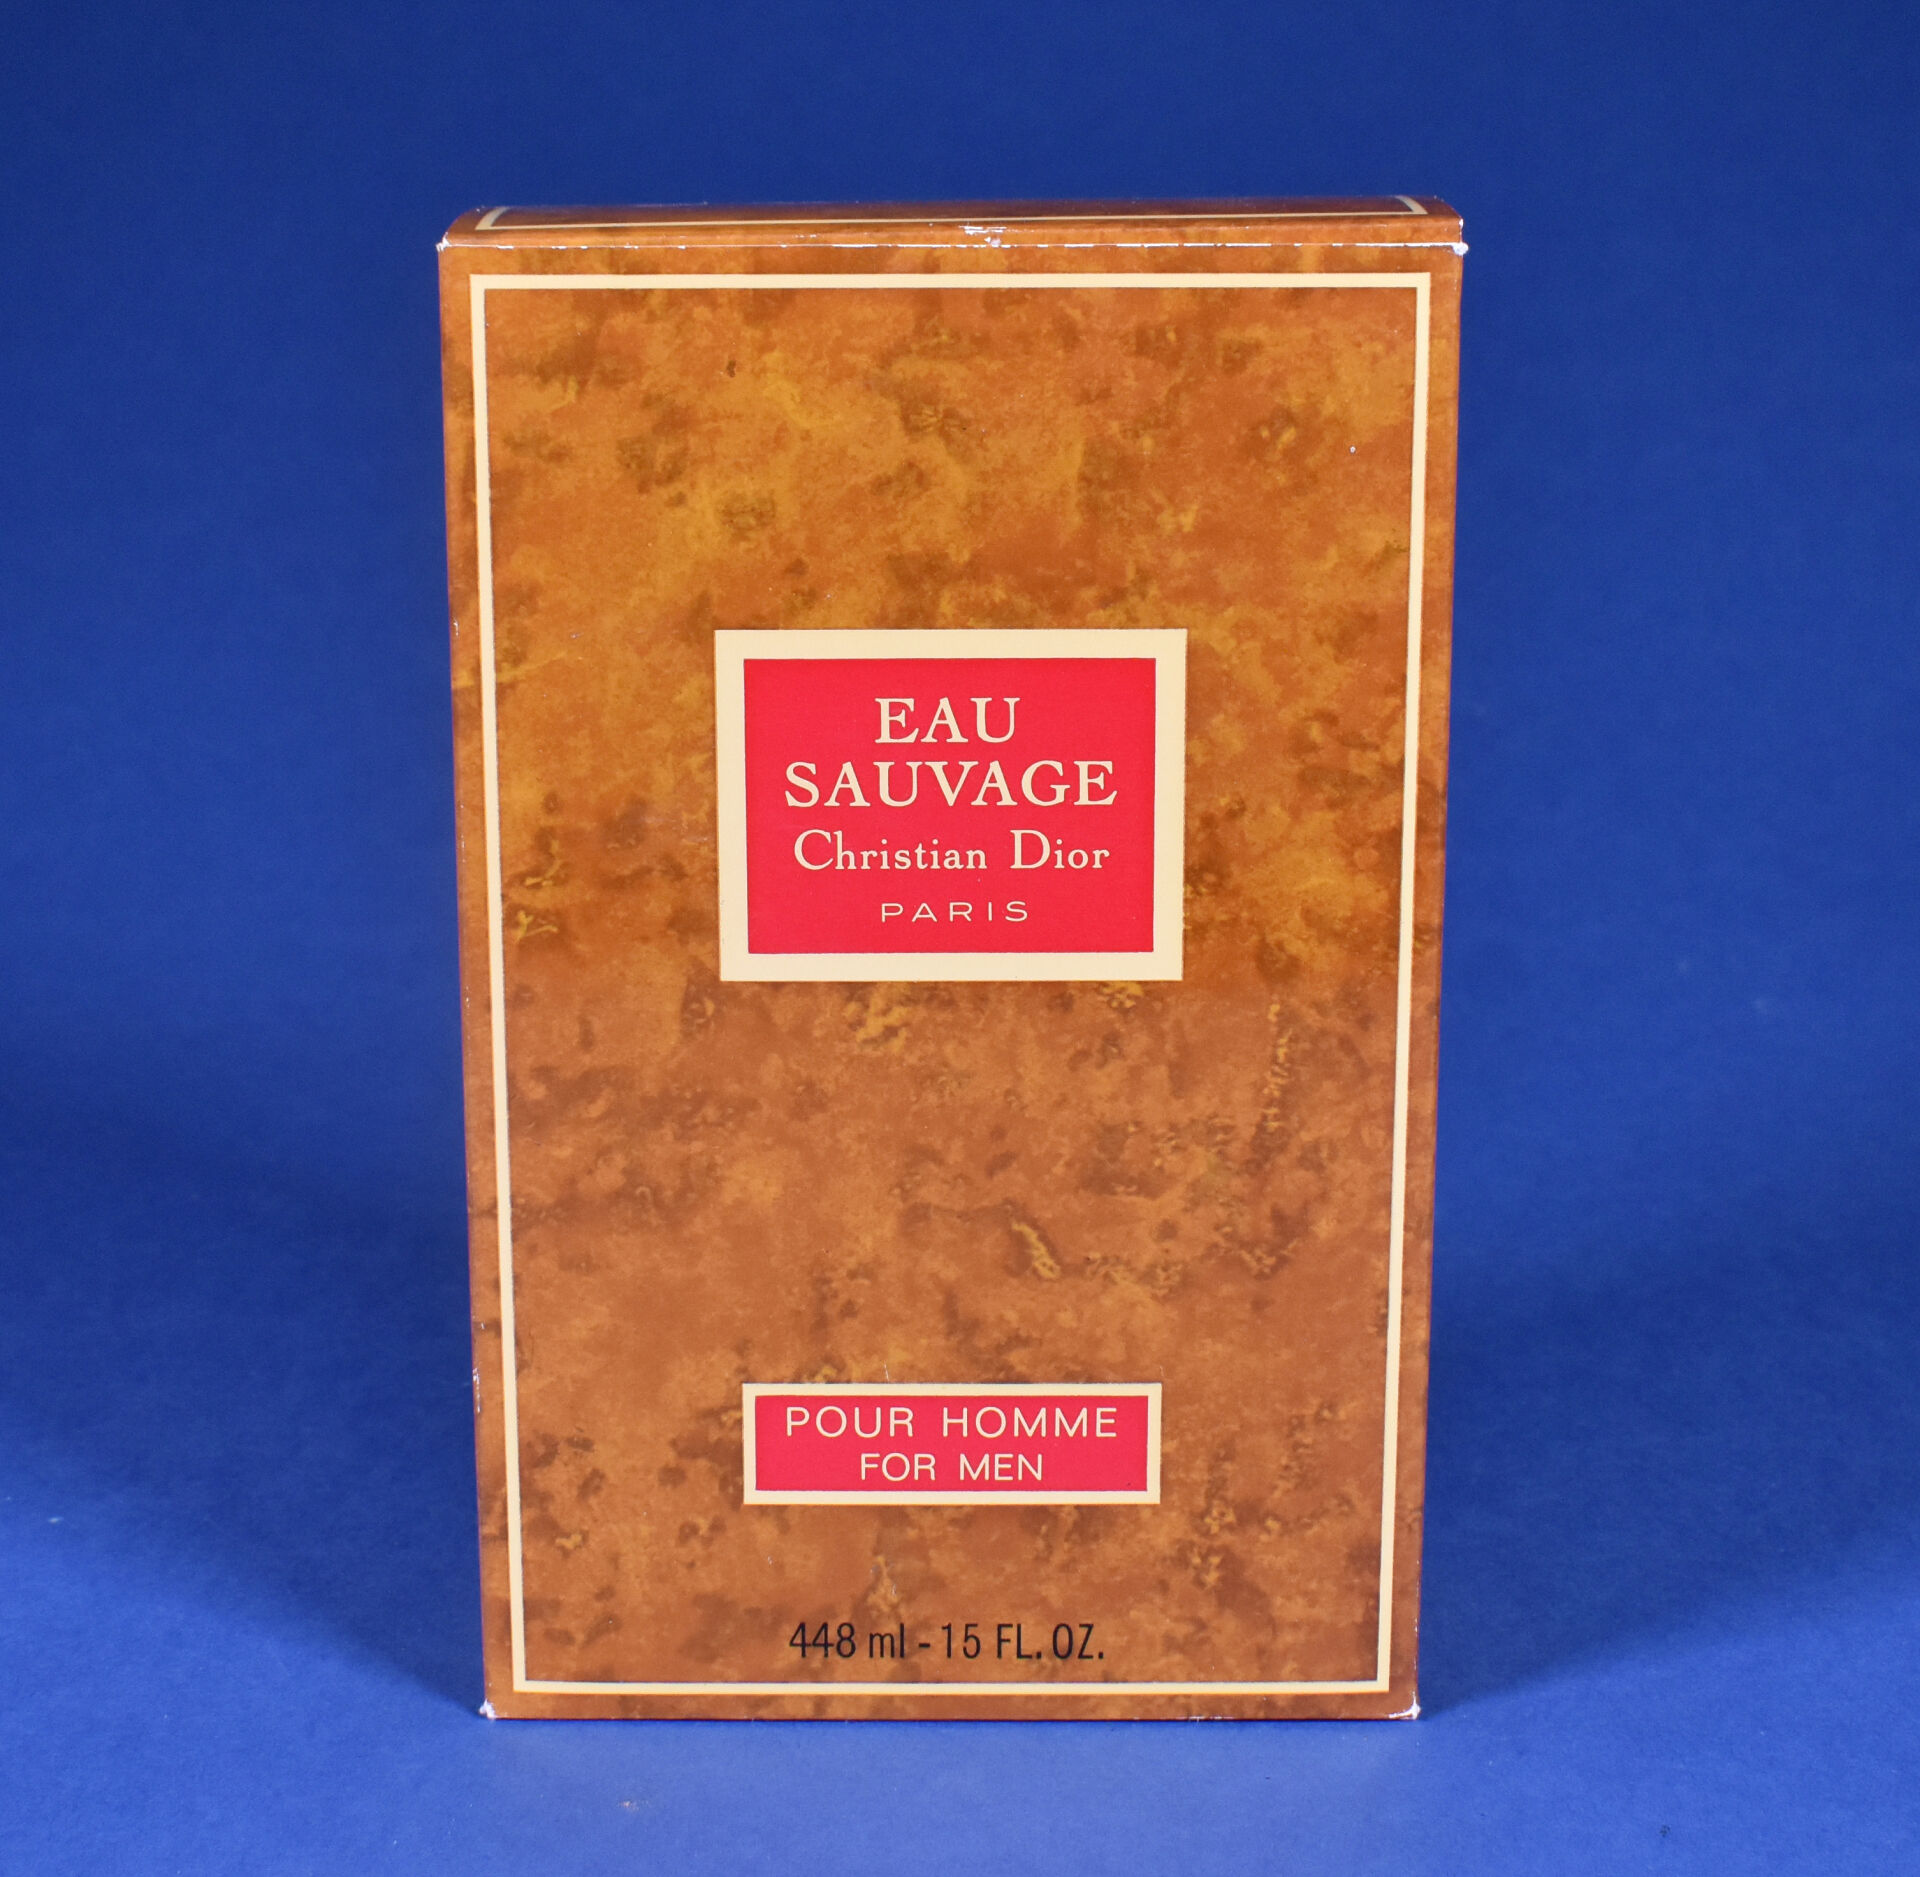 EAU
SAUVAGE
Christian Dior
PARIS
POUR HOMME
FOR MEN
448 ml - 15 FL. OZ.